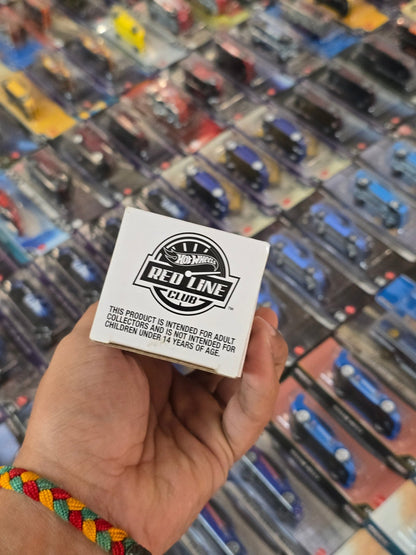 Hot Wheels
RED LINE
CLUB
TM
THIS PRODUCT IS INTENDED FOR ADULT
COLLECTORS AND IS NOT INTENDED FOR
CHILDREN UNDER 14 YEARS OF AGE.